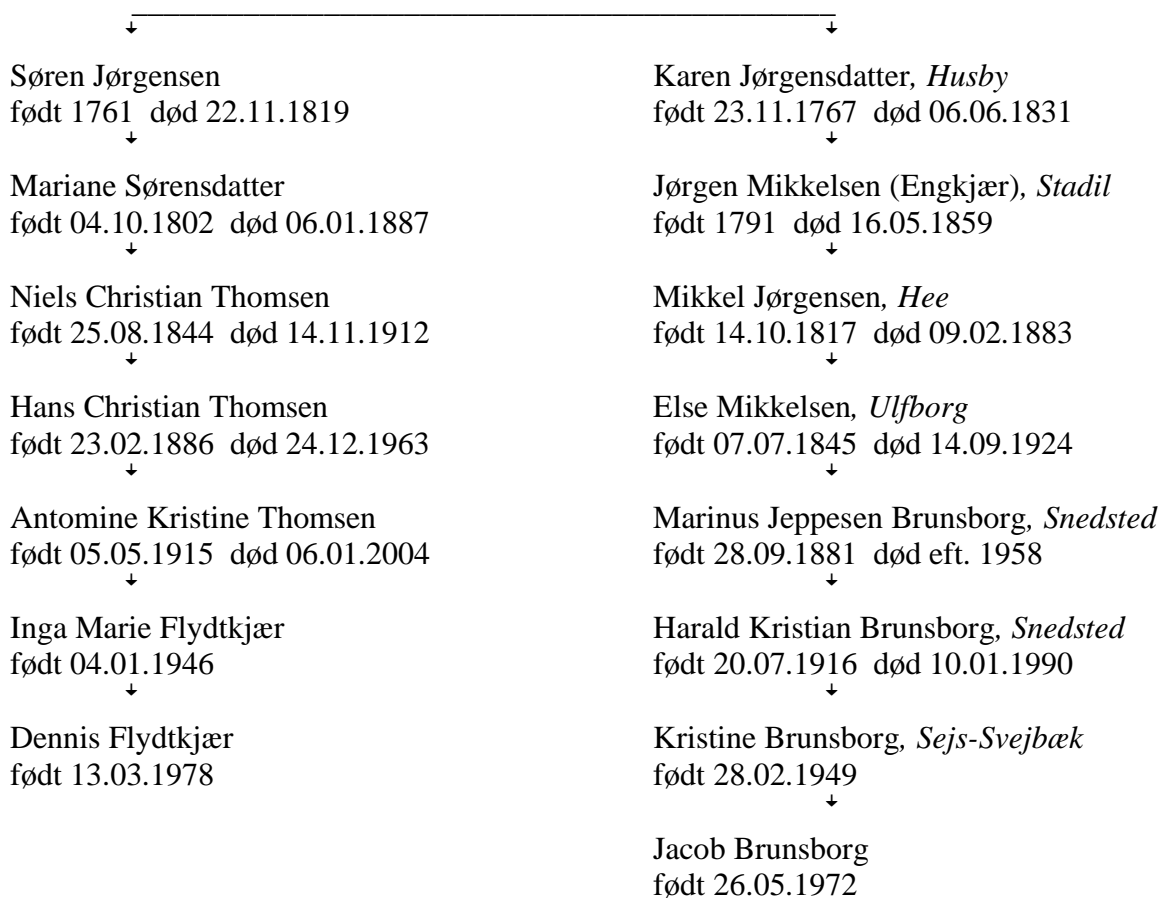 Søren Jørgensen
født 1761 død 22.11.1819
Mariane Sørensdatter
født 04.10.1802 død 06.01.1887
Niels Christian Thomsen
født 25.08.1844 død 14.11.1912
Hans Christian Thomsen
født 23.02.1886 død 24.12.1963
Antomine Kristine Thomsen
født 05.05.1915 død 06.01.2004
Inga Marie Flydtkjær
født 04.01.1946
Dennis Flydtkjær
født 13.03.1978
Karen Jørgensdatter, Husby
født 23.11.1767 død 06.06.1831
Jørgen Mikkelsen (Engkjær), Stadil
født 1791 død 16.05.1859
Mikkel Jørgensen, Hee
født 14.10.1817 død 09.02.1883
Else Mikkelsen, Ulfborg
født 07.07.1845 død 14.09.1924
Marinus Jeppesen Brunsborg, Snedsted
født 28.09.1881 død eft. 1958
Harald Kristian Brunsborg, Snedsted
født 20.07.1916 død 10.01.1990
Kristine Brunsborg, Sejs-Svejbæk
født 28.02.1949
Jacob Brunsborg
født 26.05.1972